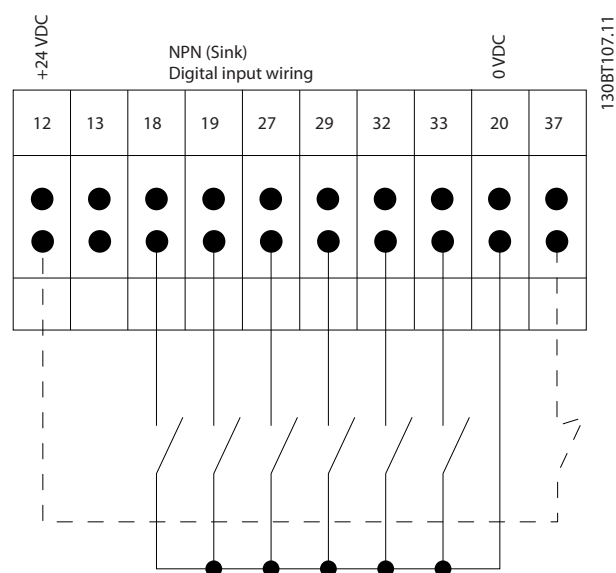 +24 VDC
NPN (Sink)
Digital input wiring
0 VDC
130BT107.11
12 13 18 19 27 29 32 33 20 37